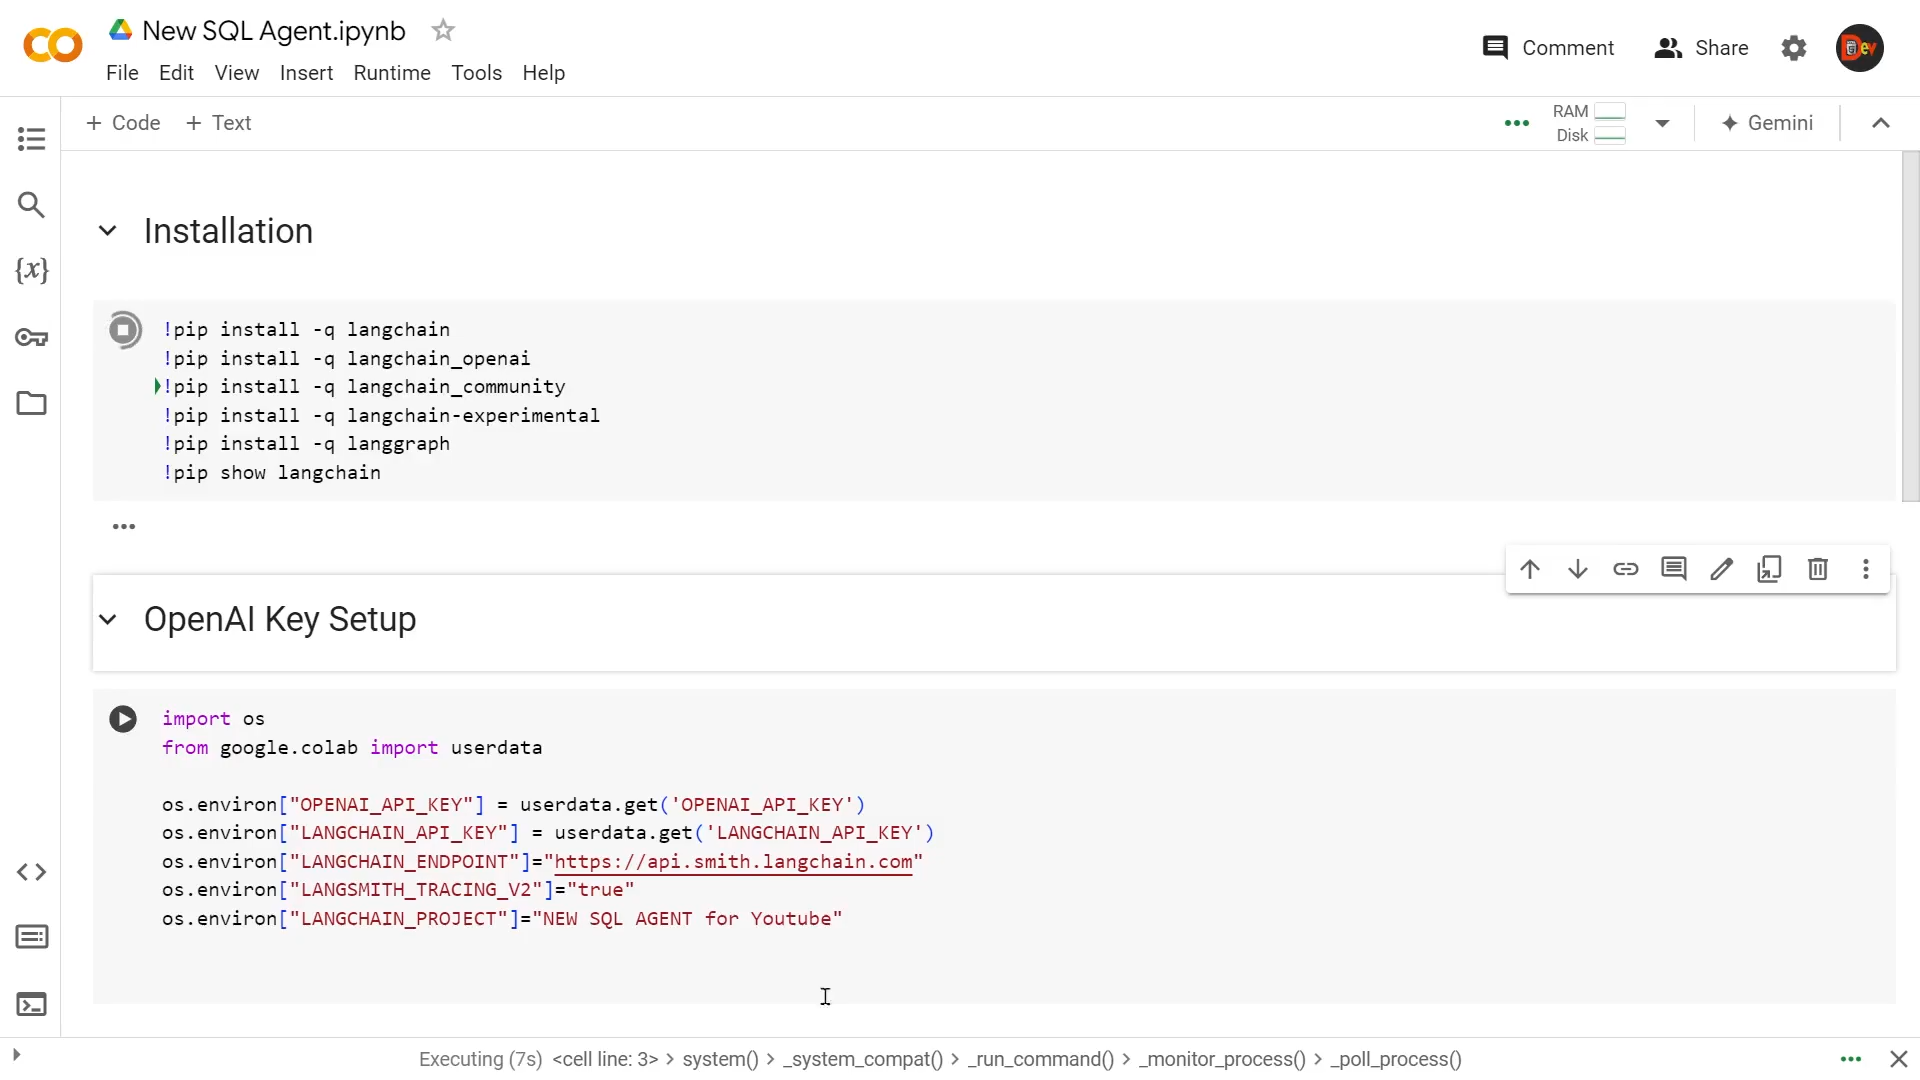 New SQL Agent.ipynb
File Edit View Insert Runtime Tools Help
Comment
Share
Dev
+ Code + Text
RAM
Disk
Gemini
{x}
Installation
!pip install -q langchain
!pip install -q langchain_openai
!pip install -q langchain_community
!pip install -q langchain-experimental
!pip install -q langgraph
!pip show langchain
OpenAI Key Setup
import os
from google.colab import userdata
os.environ["OPENAI_API_KEY"] = userdata.get('OPENAI_API_KEY')
os.environ["LANGCHAIN_API_KEY"] = userdata.get('LANGCHAIN_API_KEY')
os.environ["LANGCHAIN_ENDPOINT"]="https://api.smith.langchain.com"
os.environ["LANGSMITH_TRACING_V2"]="true"
os.environ["LANGCHAIN_PROJECT"]="NEW SQL AGENT for Youtube"
Executing (7s) <cell line: 3> > system() > _system_compat() > _run_command() > _monitor_process() > _poll_process()